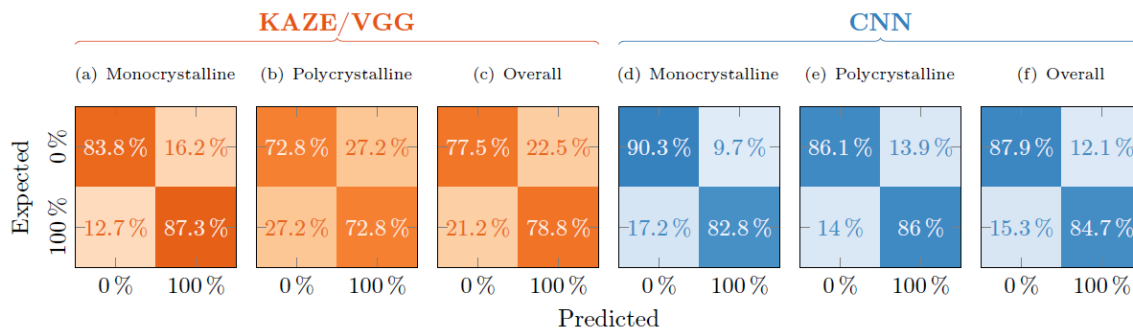 KAZE/VGG CNN
(a) Monocrystalline (b) Polycrystalline (c) Overall (d) Monocrystalline (e) Polycrystalline (f) Overall
Expected
0 %
83.8 % 16.2 % 72.8 % 27.2 % 77.5 % 22.5 % 90.3 % 9.7 % 86.1 % 13.9 % 87.9 % 12.1 %
100 %
12.7 % 87.3 % 27.2 % 72.8 % 21.2 % 78.8 % 17.2 % 82.8 % 14 % 86 % 15.3 % 84.7 %
0 % 100 % 0 % 100 % 0 % 100 % 0 % 100 % 0 % 100 % 0 % 100 %
Predicted